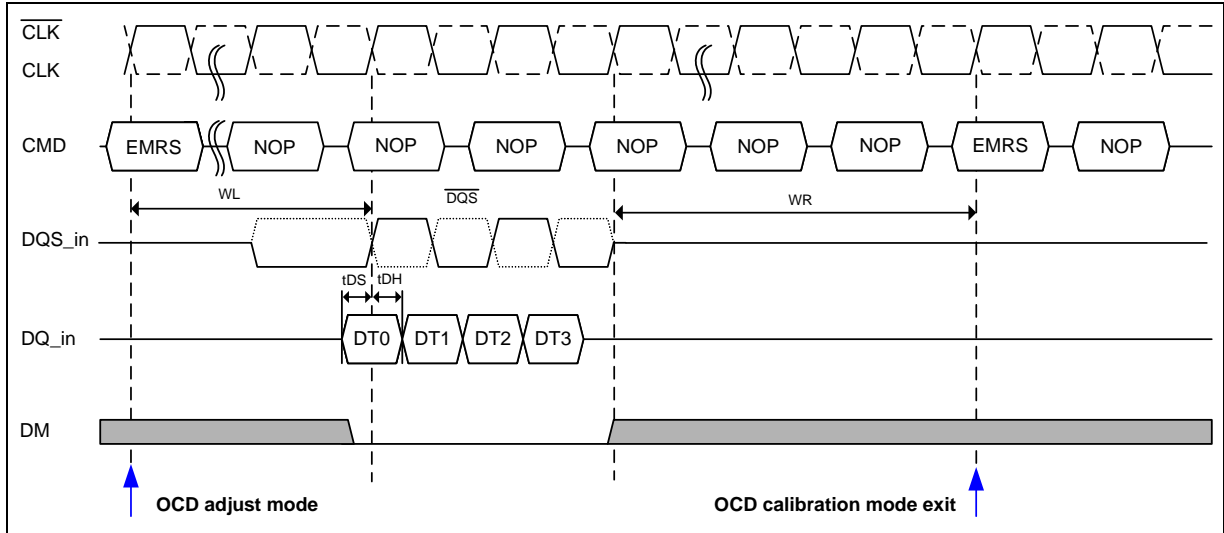 CLK
CLK
CMD EMRS NOP NOP NOP NOP NOP NOP EMRS NOP
WL DQS WR
DQS_in
tDS tDH
DQ_in DT0 DT1 DT2 DT3
DM
OCD adjust mode OCD calibration mode exit